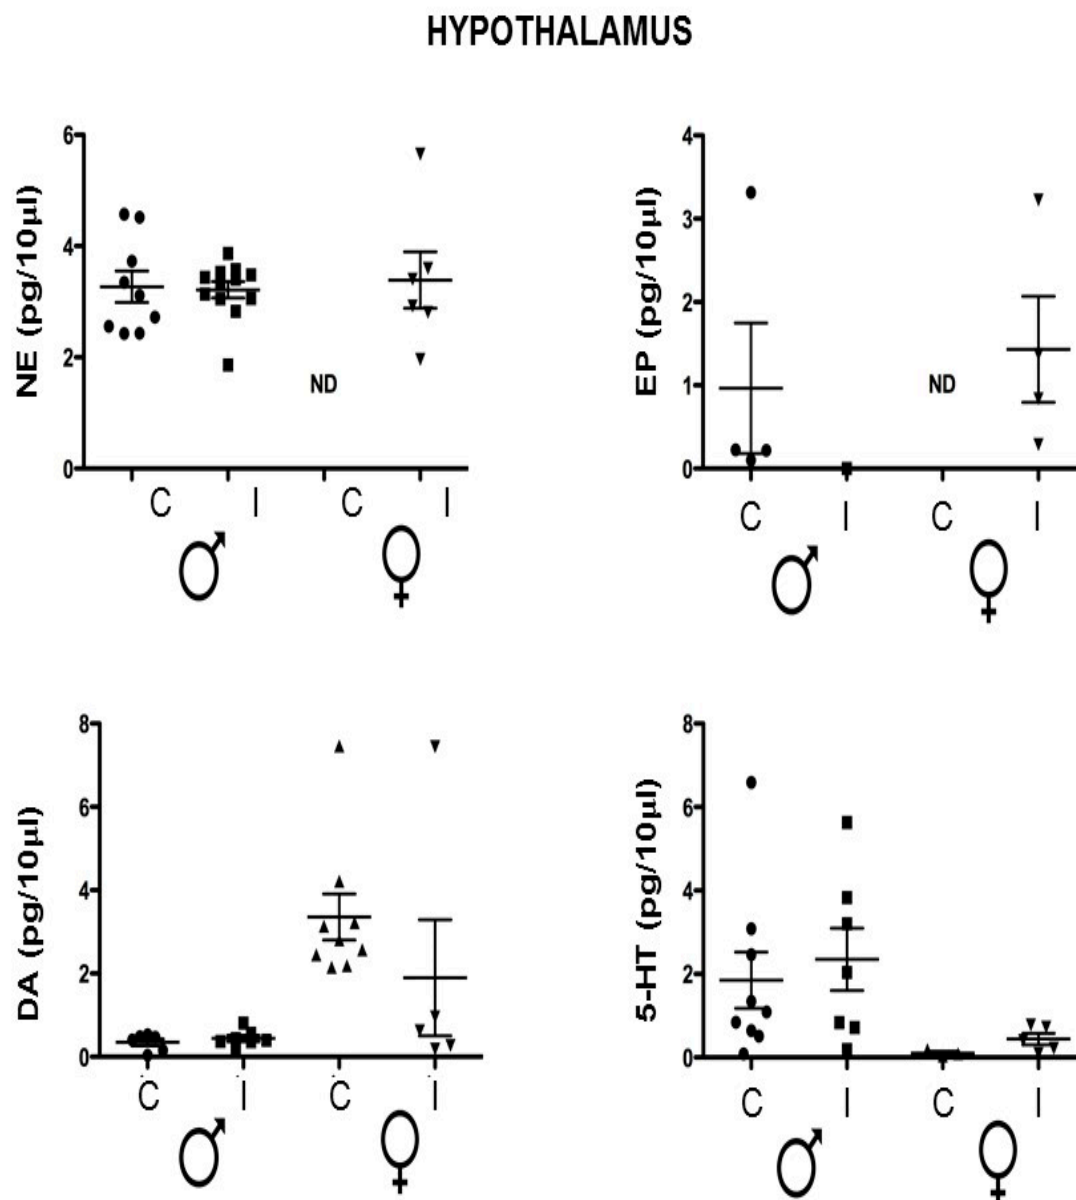 HYPOTHALAMUS
NE (pg/10µl)
6
4
2
0
ND
C I C I
♂ ♀
EP (pg/10µl)
4
3
2
1
0
ND
C I C I
♂ ♀
DA (pg/10µl)
8
6
4
2
0
C I C I
♂ ♀
5-HT (pg/10µl)
8
6
4
2
0
C I C I
♂ ♀